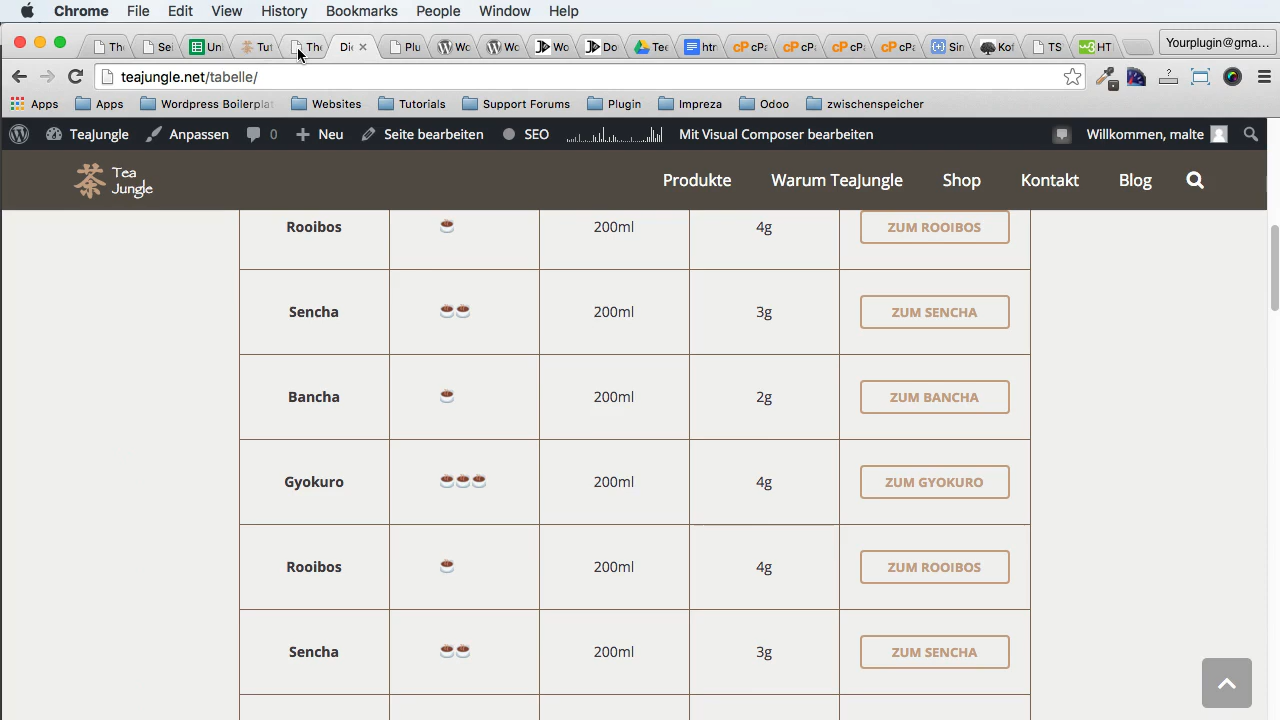 Chrome File Edit View History Bookmarks People Window Help
Di Yourplugin@gma...
teajungle.net/tabelle/
Apps Apps Wordpress Boilerplat Websites Tutorials Support Forums Plugin Impr Odoo zwischenspeicher
Teajungle Anpassen 0 Neu Seite bearbeiten SEO Mit Visual Composer bearbeiten Willkommen, malte
茶 Tea Jungle Produkte Warum TeaJungle Shop Kontakt Blog
Rooibos 200ml 4g ZUM ROOIBOS
Sencha 200ml 3g ZUM SENCHA
Bancha 200ml 2g ZUM BANCHA
Gyokuro 200ml 4g ZUM GYOKURO
Rooibos 200ml 4g ZUM ROOIBOS
Sencha 200ml 3g ZUM SENCHA